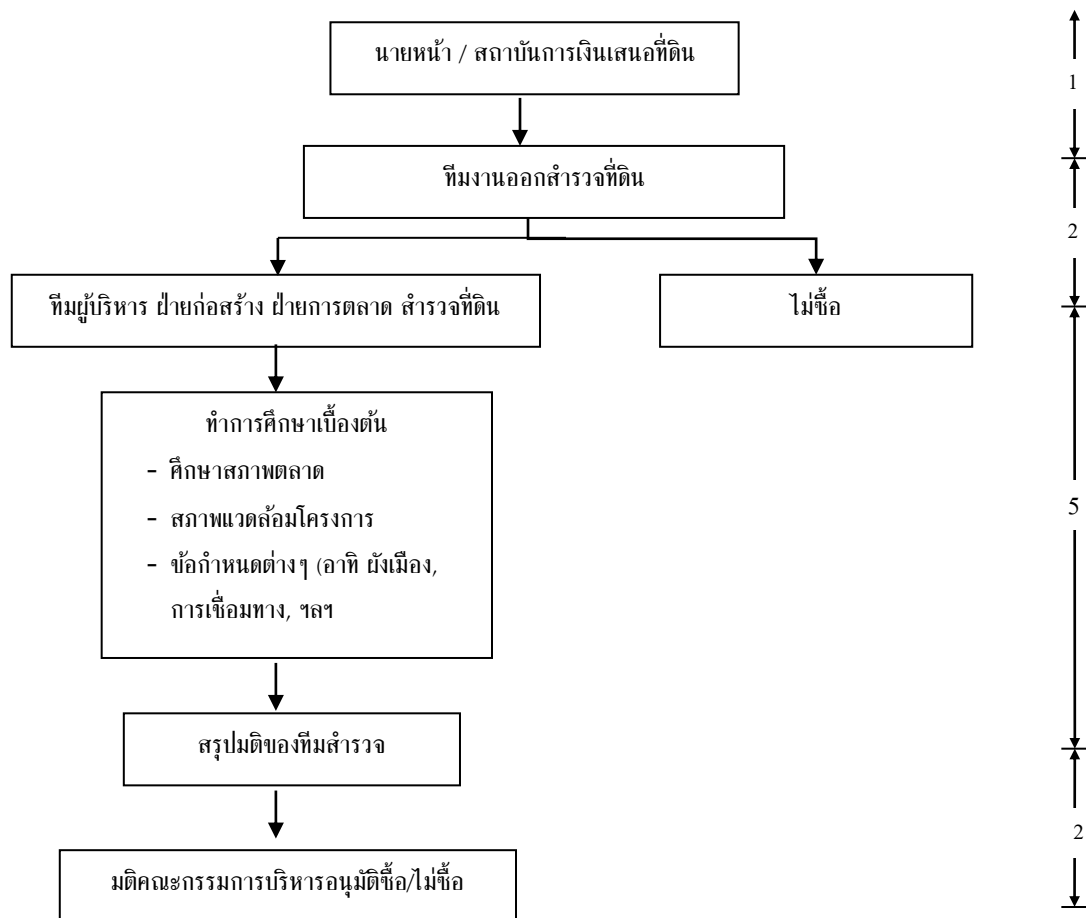 นายหน้า / สถาบันการเงินเสนอที่ดิน
1
ทีมงานออกสำรวจที่ดิน
2
ทีมผู้บริหาร ฝ่ายก่อสร้าง ฝ่ายการตลาด สำรวจที่ดิน
ไม่ซื้อ
ทำการศึกษาเบื้องต้น
- ศึกษาสภาพตลาด
- สภาพแวดล้อมโครงการ
- ข้อกำหนดต่างๆ (อาทิ ผังเมือง,
การเชื่อมทาง, ฯลฯ
5
สรุปมติของทีมสำรวจ
2
มติคณะกรรมการบริหารอนุมัติซื้อ/ไม่ซื้อ